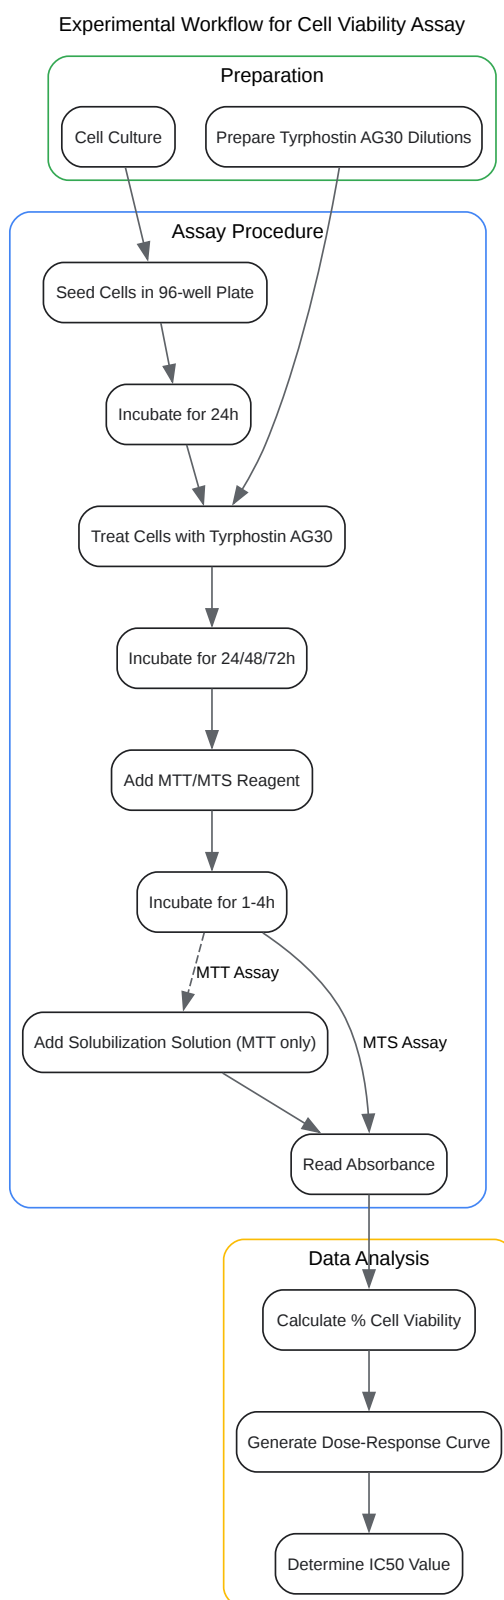 Experimental Workflow for Cell Viability Assay
Preparation
Cell Culture
Prepare Tyrphostin AG30 Dilutions
Assay Procedure
Seed Cells in 96-well Plate
Incubate for 24h
Treat Cells with Tyrphostin AG30
Incubate for 24/48/72h
Add MTT/MTS Reagent
Incubate for 1-4h
MTT Assay
Add Solubilization Solution (MTT only)
MTS Assay
Read Absorbance
Data Analysis
Calculate % Cell Viability
Generate Dose-Response Curve
Determine IC50 Value